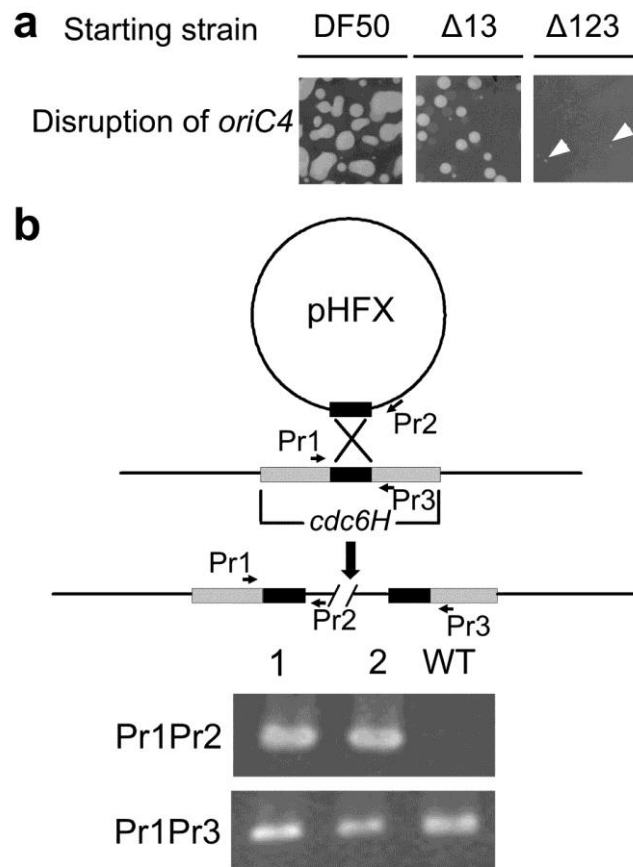 a Starting strain DF50 Δ13 Δ123
Disruption of oriC4
b
pHFX
Pr2
Pr1
Pr3
cdc6H
Pr1
Pr2
Pr3
1 2 WT
Pr1Pr2
Pr1Pr3